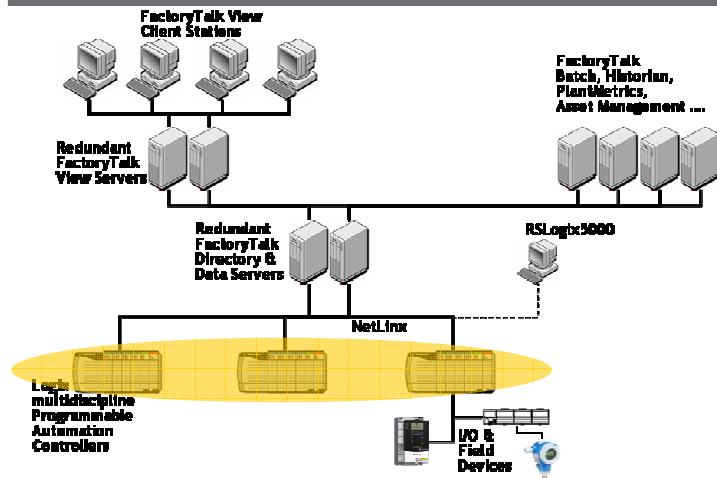 FactoryTalk View
Client Stations
FactoryTalk
Batch, Historian,
PlantMetrics,
Asset Management ....
Redundant
FactoryTalk
View Servers
Redundant
FactoryTalk
Directory &
Data Servers
RSLogix5000
NetLinx
Logix
multidiscipline
Programmable
Automation
Controllers
I/O &
Field
Devices